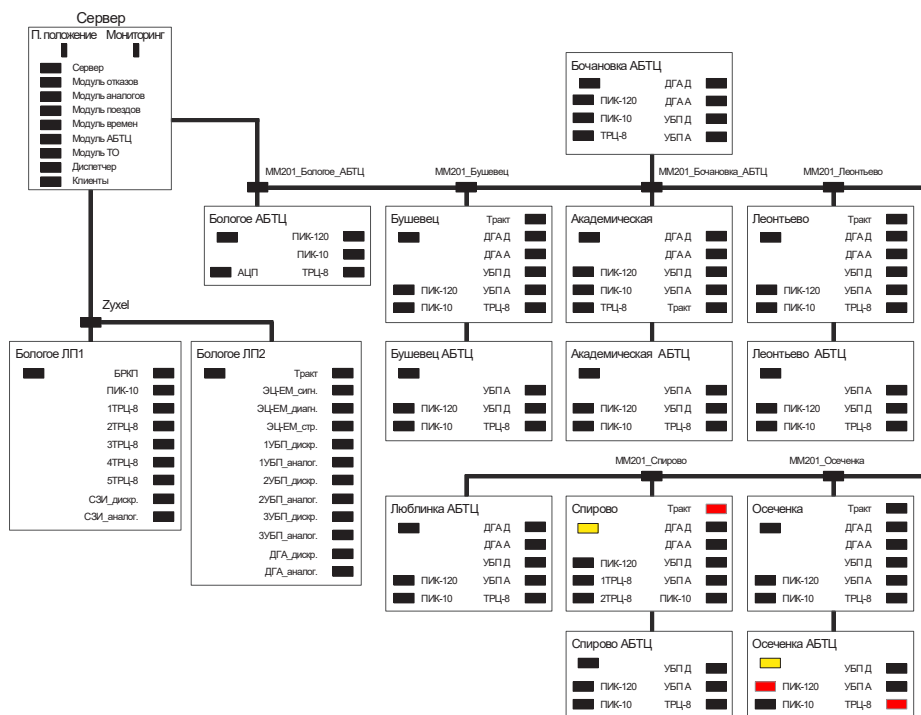 Сервер
П. положение Мониторинг
Сервер
Модуль отказов
Модуль аналогов
Модуль поездов
Модуль времен
Модуль АБТЦ
Модуль ТО
Диспетчер
Клиенты
Бочановка АБТЦ
ДГА Д
ПИК-120 ДГА А
ПИК-10 УБП Д
ТРЦ-8 УБП А
ММ201_Бологое_АБТЦ ММ201_Бушевец ММ201_Бочановка_АБТЦ ММ201_Леонтьево
Бологое АБТЦ
ПИК-120
ПИК-10
АЦП ТРЦ-8
Бушевец Тракт
ДГА Д
ДГА А
УБП Д
ПИК-120 УБП А
ПИК-10 ТРЦ-8
Академическая
ДГА Д
ДГА А
ПИК-120 УБП Д
ПИК-10 УБП А
ТРЦ-8 Тракт
Леонтьево Тракт
ДГА Д
ДГА А
УБП Д
ПИК-120 УБП А
ПИК-10 ТРЦ-8
Zyxel
Бологое ЛП1
БРКП
ПИК-10
1ТРЦ-8
2ТРЦ-8
3ТРЦ-8
4ТРЦ-8
5ТРЦ-8
СЗИ_дискр.
СЗИ_аналог.
Бологое ЛП2
Тракт
ЭЦ-ЕМ_сигн.
ЭЦ-ЕМ_диагн.
ЭЦ-ЕМ_стр.
1УБП_дискр.
1УБП_аналог.
2УБП_дискр.
2УБП_аналог.
3УБП_дискр.
3УБП_аналог.
ДГА_дискр.
ДГА_аналог.
Бушевец АБТЦ
УБП А
ПИК-120 УБП Д
ПИК-10 ТРЦ-8
Академическая АБТЦ
УБП А
ПИК-120 УБП Д
ПИК-10 ТРЦ-8
Леонтьево АБТЦ
УБП А
ПИК-120 УБП Д
ПИК-10 ТРЦ-8
ММ201_Спирово ММ201_Осеченка
Люблинка АБТЦ
ДГА Д
ДГА А
УБП Д
ПИК-120 УБП А
ПИК-10 ТРЦ-8
Спирово Тракт
ДГА Д
ДГА А
ПИК-120 УБП Д
1ТРЦ-8 УБП А
2ТРЦ-8 ПИК-10
Осеченка Тракт
ДГА Д
ДГА А
УБП Д
ПИК-120 УБП А
ПИК-10 ТРЦ-8
Спирово АБТЦ
УБП Д
ПИК-120 УБП А
ПИК-10 ТРЦ-8
Осеченка АБТЦ
УБП Д
ПИК-120 УБП А
ПИК-10 ТРЦ-8